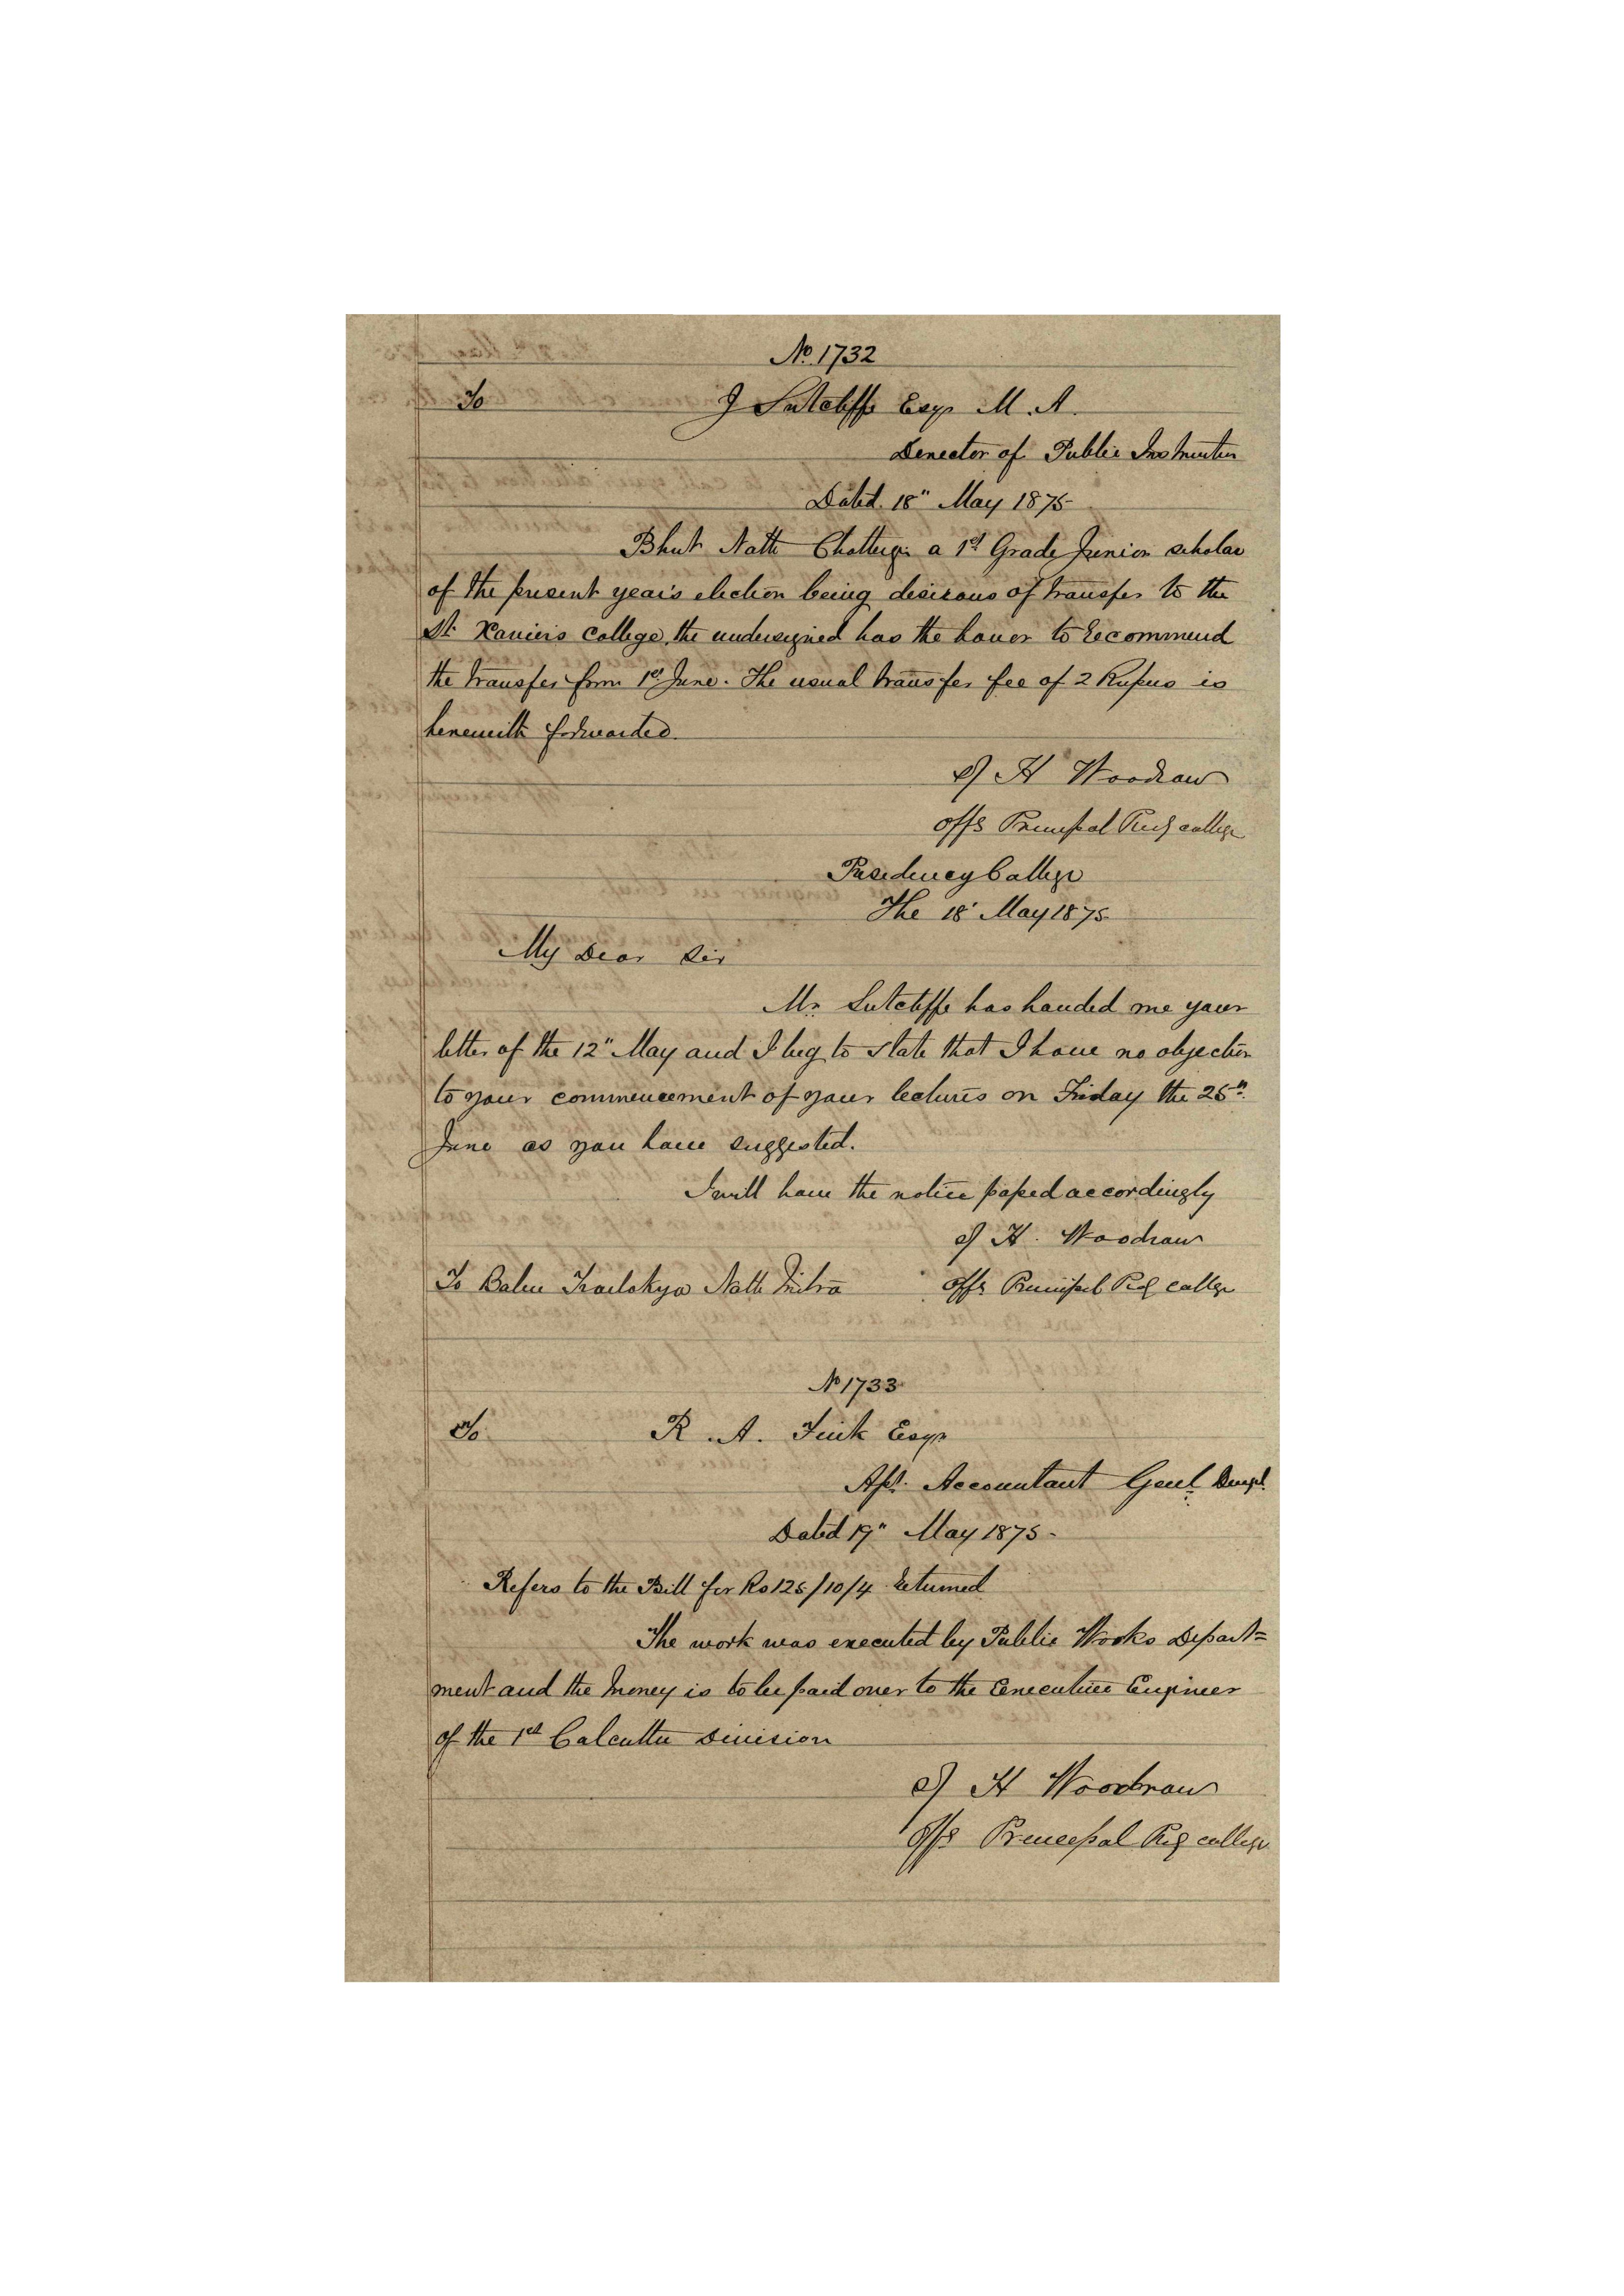 No. 1732
To J Sutcliffe Esqr M. A.
Director of Public Instruction
Dated. 18" May 1875-
Bhut Nath Chatterji a 1st Grade Junior scholar
of the present year's election being desirous of transfer to the
St. Xavier's College, the undersigned has the honor to recommend
the transfer from 1st June. The usual transfer fee of 2 Rupees is
herewith forwarded.
Sd H Woodrow
Offg Principal Presy college
Presidency College
The 18" May 1875
My Dear Sir
Mr. Sutcliffe has handed me your
letter of the 12" May and I beg to state that I have no objection
to your commencement of your lectures on Friday the 25th
June as you have suggested.
I will have the notice passed accordingly
Sd H. Woodrow
To Babu Trailokya Nath Mitra Offg Principal Presy college
No 1733
To R. A. Esqr
Asst. Accountant Genl. Bengal
Dated 19" May 1875-
Refers to the Bill for Rs 125/10/4 returned
The work was executed by Public Works Depart=
ment and the money is to be paid over to the Executive Engineer
of the 1st Calcutta Division
Sd H Woodrow
Offg Principal Presy college